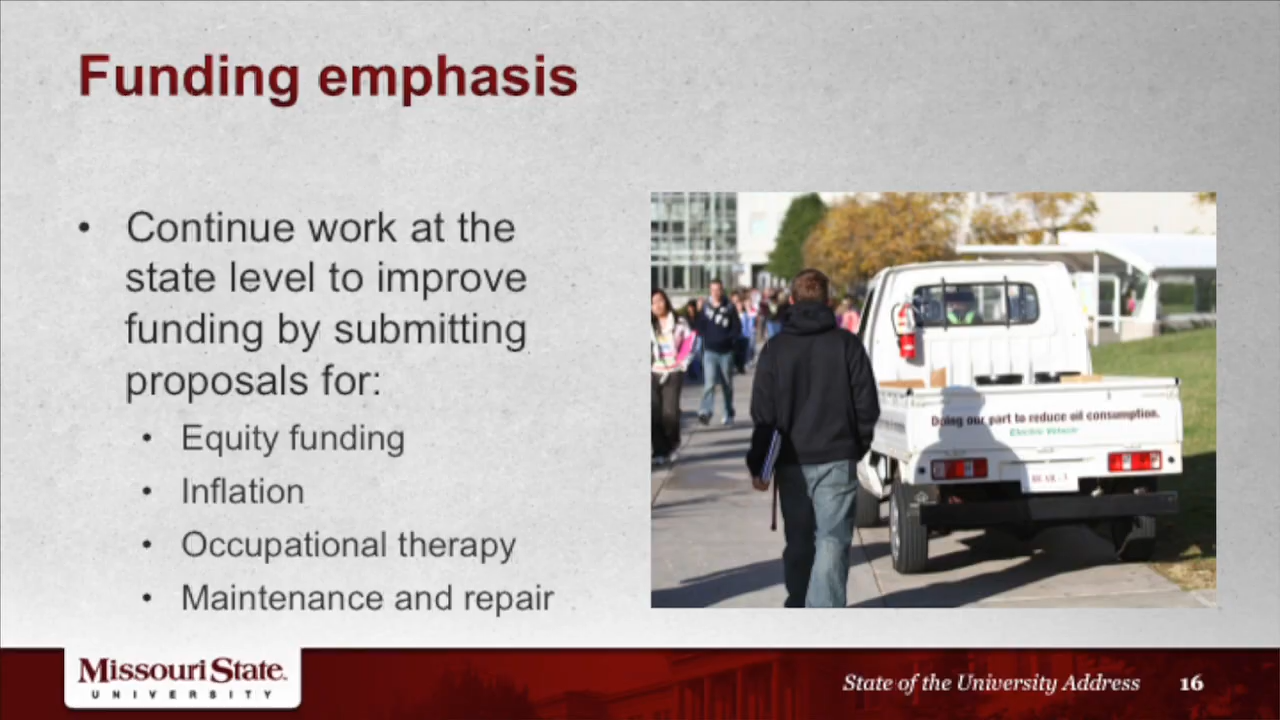 Funding emphasis
• Continue work at the
state level to improve
funding by submitting
proposals for:
• Equity funding
• Inflation
• Occupational therapy
• Maintenance and repair
Doing our part to reduce oil consumption.
Electric Vehicle
Missouri State
UNIVERSITY
State of the University Address 16